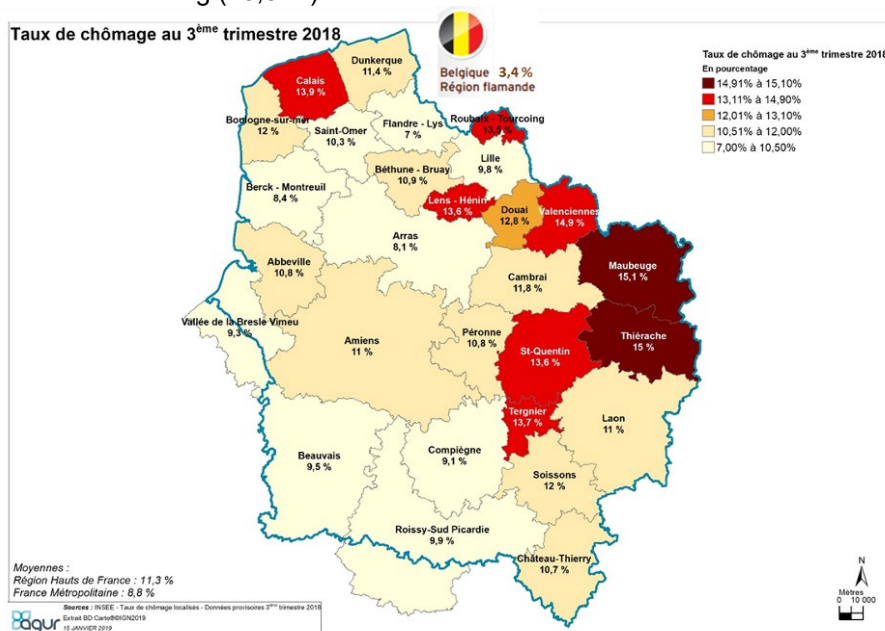 Taux de chômage au 3ème trimestre 2018
Belgique 3,4 %
Région flamande
Taux de chômage au 3ème trimestre 2018
En pourcentage
14,91% à 15,10%
13,11% à 14,90%
12,01% à 13,10%
10,51% à 12,00%
7,00% à 10,50%
Dunkerque
11,4 %
Calais
13,9 %
Boulogne-sur-mer
12 %
Saint-Omer
10,3 %
Flandre - Lys
7 %
Roubaix - Tourcoing
Lille
9,8 %
Béthune - Bruay
10,9 %
Berck - Montreuil
8,4 %
Lens - Hénin
13,6 %
Douai
12,8 %
Valenciennes
14,9 %
Arras
8,1 %
Maubeuge
15,1 %
Abbeville
10,8 %
Cambrai
11,8 %
Vallée de la Bresle Vimeu
9,3 %
Amiens
11 %
Péronne
10,8 %
St-Quentin
13,6 %
Thiérache
15 %
Tergnier
13,7 %
Laon
11 %
Beauvais
9,5 %
Compiègne
9,1 %
Soissons
12 %
Roissy-Sud Picardie
9,9 %
Château-Thierry
10,7 %
Moyennes :
Région Hauts de France : 11,3 %
France Métropolitaine : 8,8 %
agur
Sources : INSEE - Taux de chômage localisés - Données provisoires 3ème trimestre 2018
Extrait BD Carto®©IGN2019
15 JANVIER 2019
N
Mètres
0 10 000